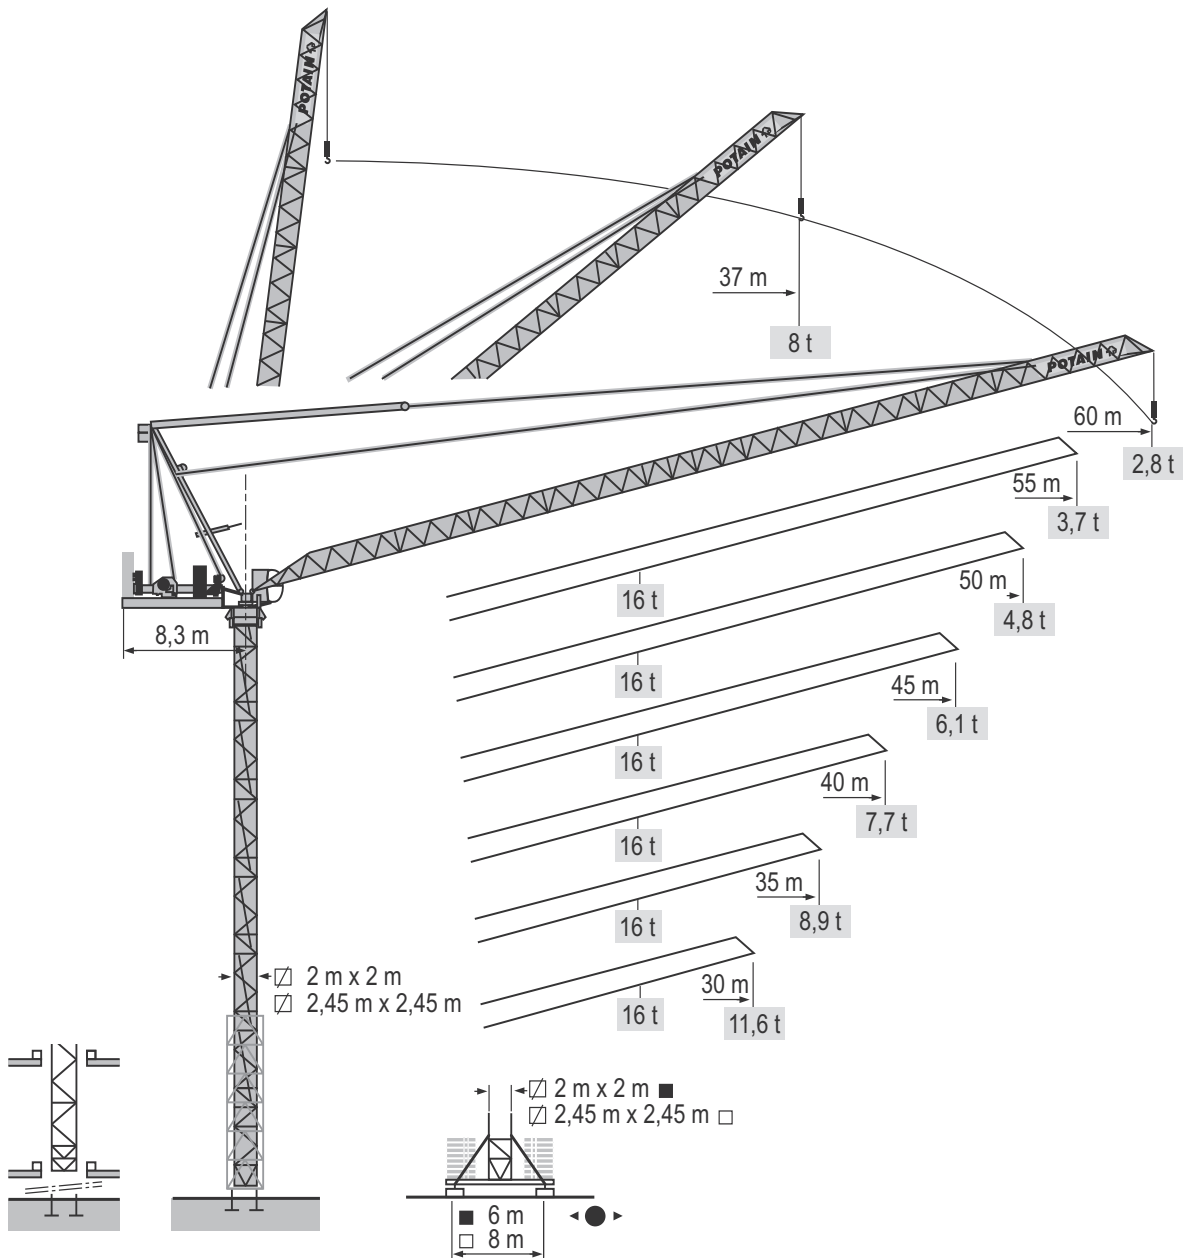 POTAIN
POTAIN
37 m
8 t
POTAIN
60 m
2,8 t
55 m
3,7 t
16 t
50 m
4,8 t
16 t
8,3 m
45 m
6,1 t
16 t
40 m
7,7 t
16 t
35 m
8,9 t
16 t
30 m
11,6 t
16 t
2 m x 2 m
2,45 m x 2,45 m
2 m x 2 m
2,45 m x 2,45 m
6 m
8 m